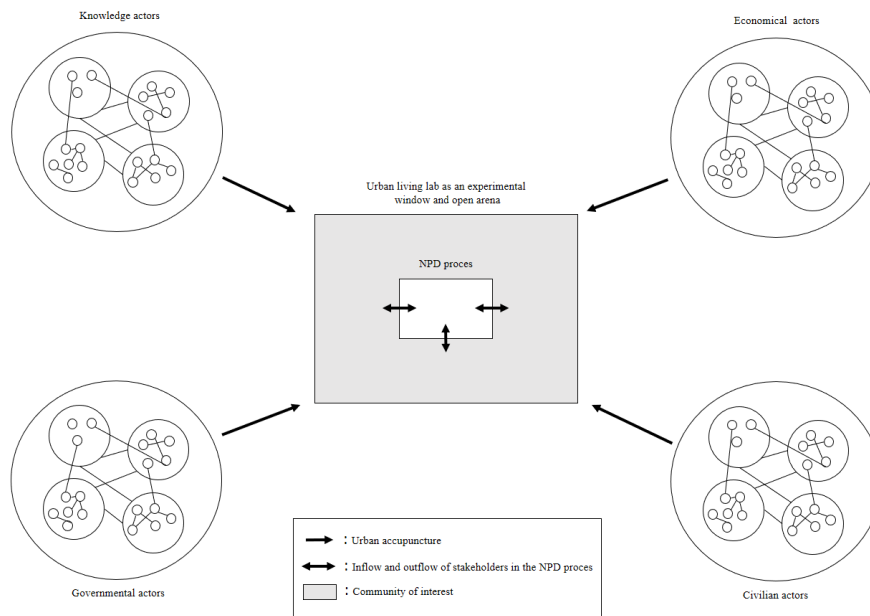 Knowledge actors
Economical actors
Urban living lab as an experimental
window and open arena
NPD proces
: Urban accupuncture
: Inflow and outflow of stakeholders in the NPD proces
: Community of interest
Governmental actors
Civilian actors